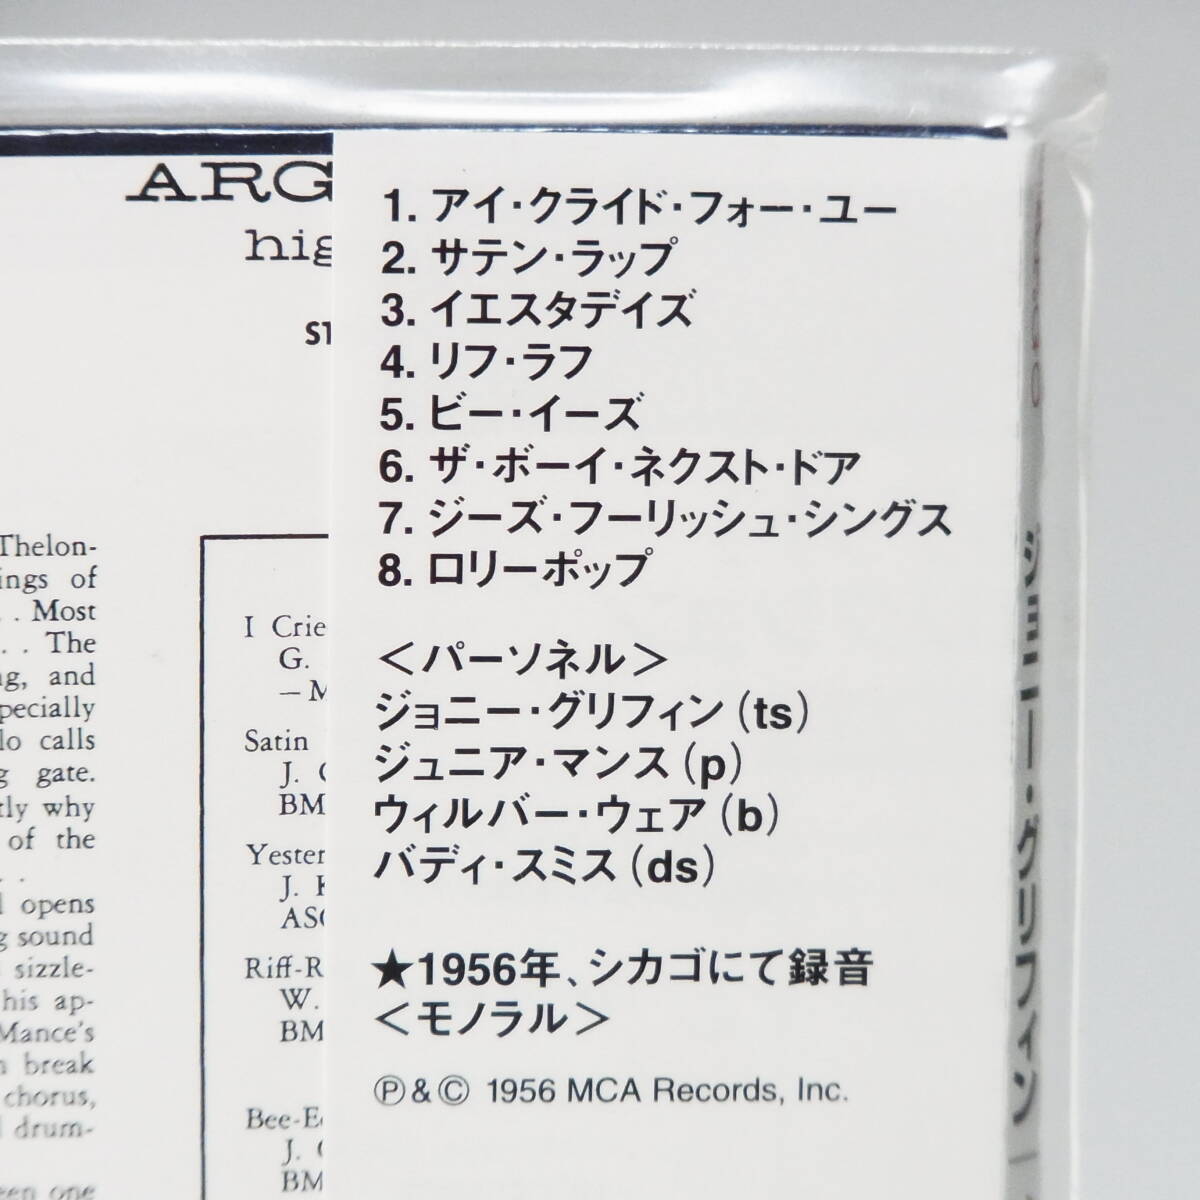 ARG
hig
1. アイ・クライド・フォー・ユー
2. サテン・ラップ
3. イエスタデイズ
4. リフ・ラフ
5. ビー・イーズ
6. ザ・ボーイ・ネクスト・ドア
7. ジーズ・フーリッシュ・シングス
8. ロリーポップ
<パーソネル>
ジョニー・グリフィン(ts)
ジュニア・マンス(p)
ウィルバー・ウェア(b)
バディ・スミス(ds)
★1956年、シカゴにて録音
<モノラル>
Ⓟ&© 1956 MCA Records, Inc.
Thelon-
ings of
. . Most
. . The
ng, and
pecially
lo calls
g gate.
tly why
of the
. .
opens
g sound
sizzle-
his ap-
Mance's
break
chorus,
drum-
een one
I Crie
G.
– M
Satin
J. C
BM
Yester
J. K
ASC
Riff-R
W.
BM
Bee-E
J. C
BM
ジョニー・グリフィン